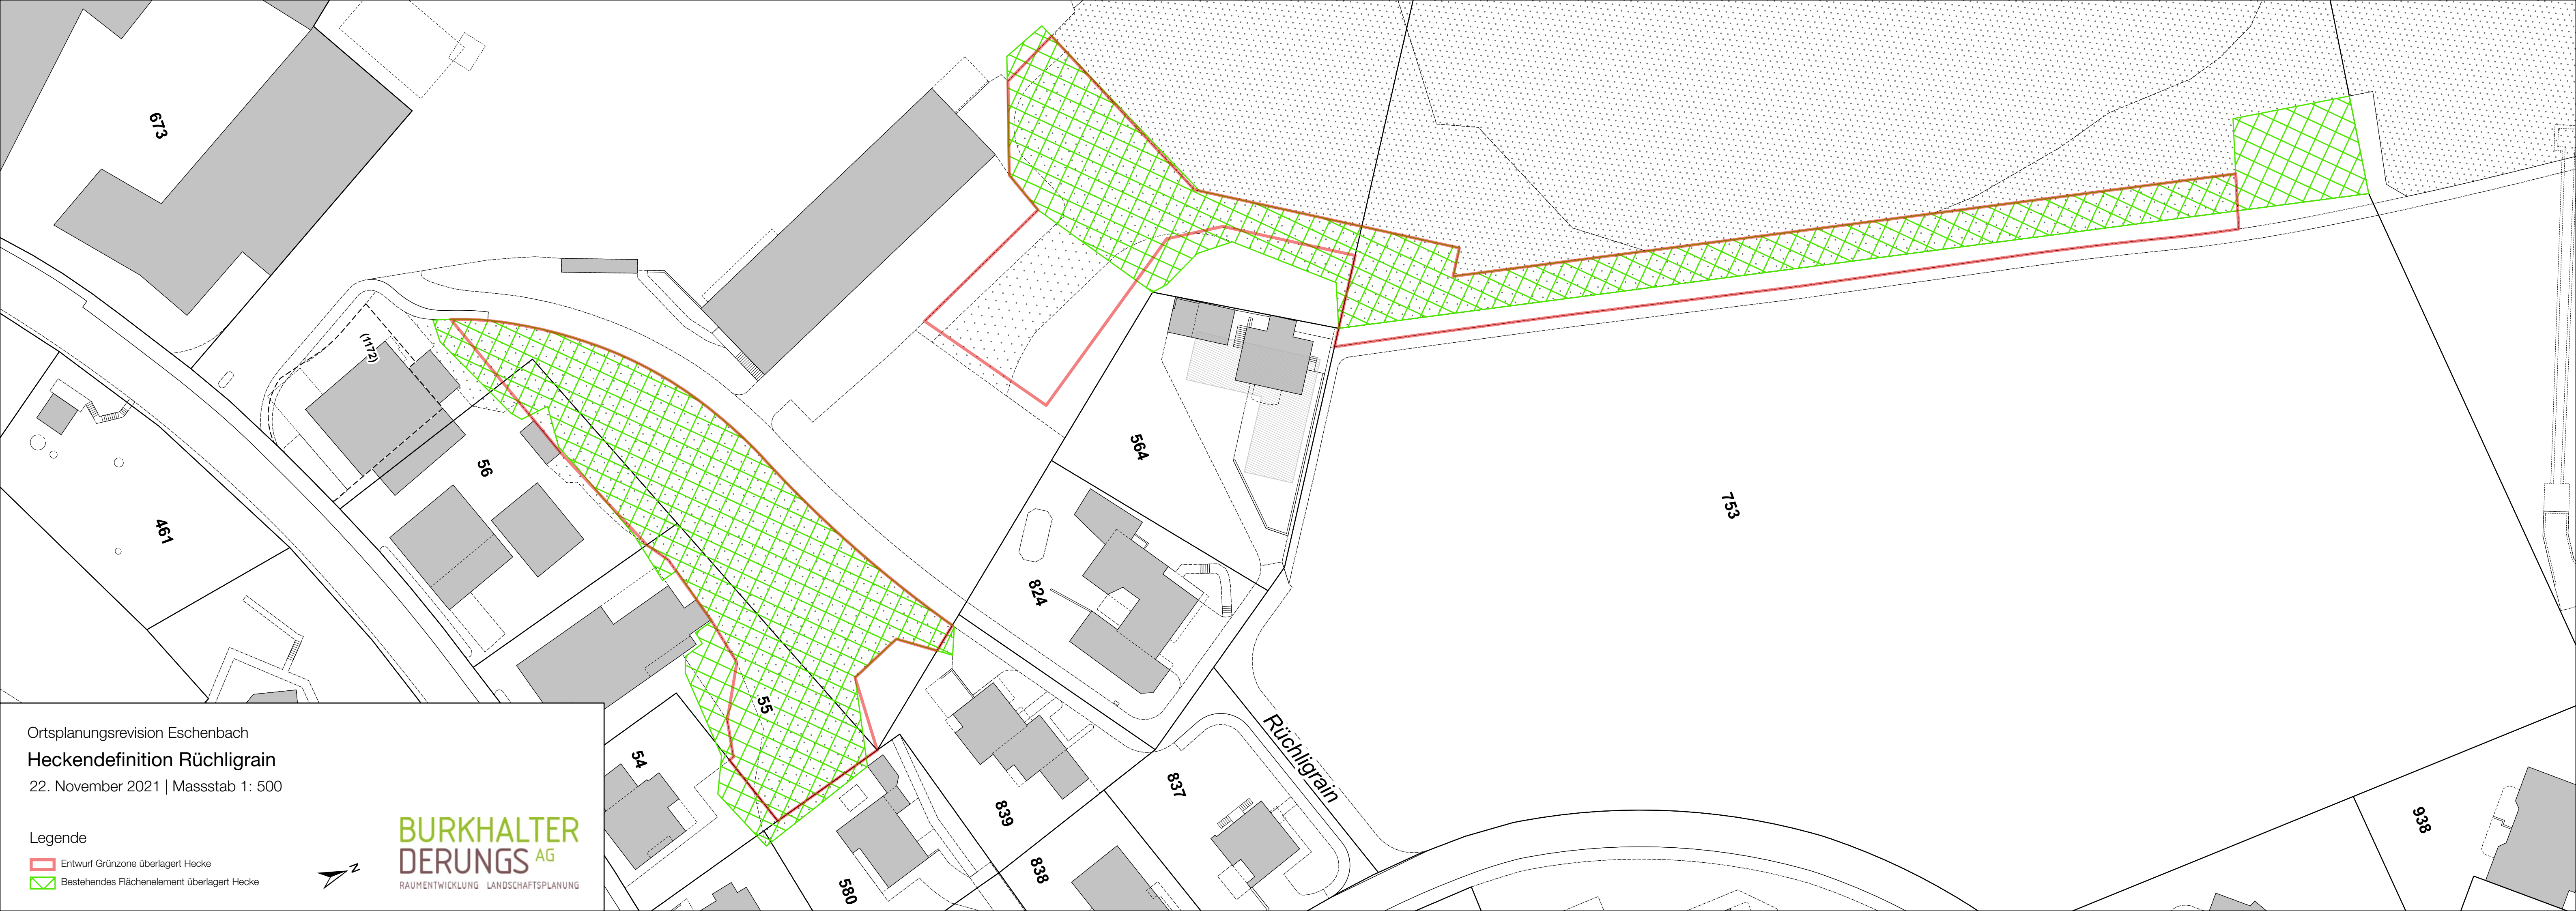 673
(1172)
56
461
564
824
753
55
54
839
837
838
580
938
Rüchligrain
Ortsplanungsrevision Eschenbach
Heckendefinition Rüchligrain
22. November 2021 | Massstab 1: 500
Legende
Entwurf Grünzone überlagert Hecke
Bestehendes Flächenelement überlagert Hecke
N
BURKHALTER
DERUNGS AG
RAUMENTWICKLUNG LANDSCHAFTSPLANUNG